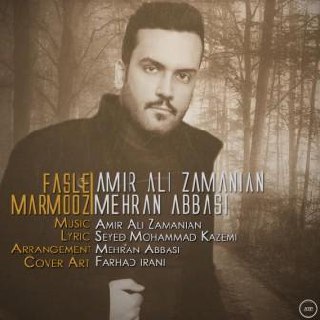 FASLE AMIR ALI ZAMANIAN
MARMOOZ MEHRAN ABBASI
MUSIC AMIR ALI ZAMANIAN
LYRIC SEYED MOHAMMAD KAZEMI
ARRANGEMENT MEHRAN ABBASI
COVER ART FARHAD IRANI